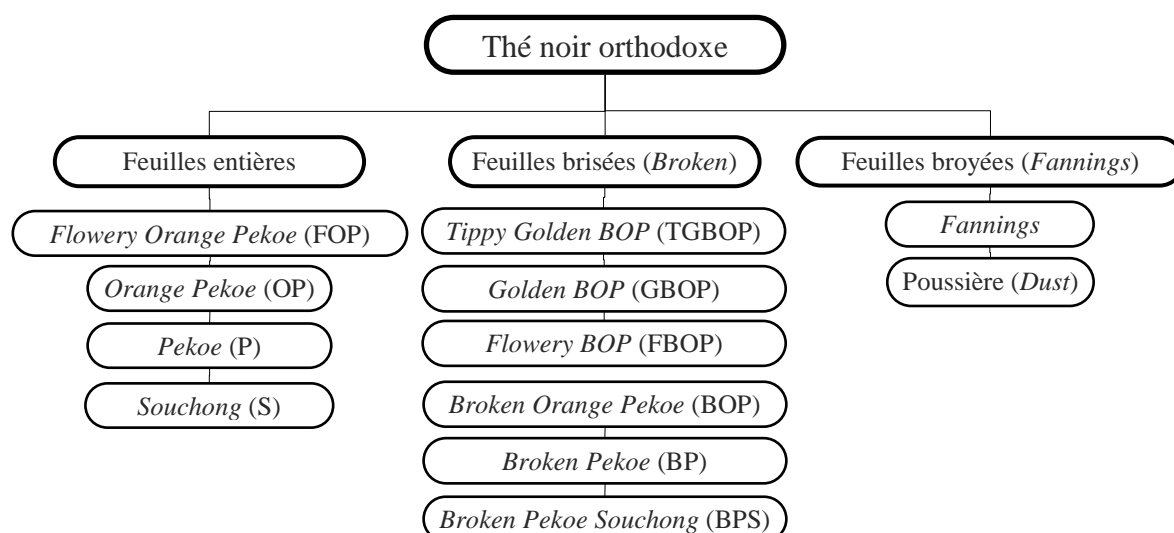 Thé noir orthodoxe
Feuilles entières
Flowery Orange Pekoe (FOP)
Orange Pekoe (OP)
Pekoe (P)
Souchong (S)
Feuilles brisées (Broken)
Tippy Golden BOP (TGBOP)
Golden BOP (GBOP)
Flowery BOP (FBOP)
Broken Orange Pekoe (BOP)
Broken Pekoe (BP)
Broken Pekoe Souchong (BPS)
Feuilles broyées (Fannings)
Fannings
Poussière (Dust)